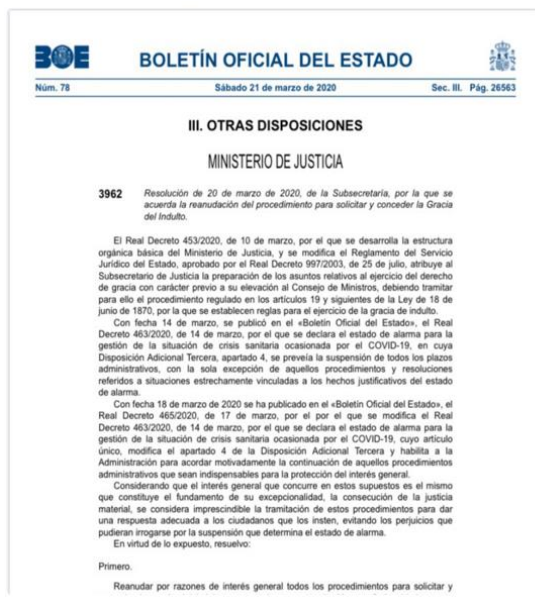 BOE
BOLETÍN OFICIAL DEL ESTADO
Núm. 78
Sábado 21 de marzo de 2020
Sec. III. Pág. 26563
III. OTRAS DISPOSICIONES
MINISTERIO DE JUSTICIA
3962
Resolución de 20 de marzo de 2020, de la Subsecretaría, por la que se
acuerda la reanudación del procedimiento para solicitar y conceder la Gracia
del Indulto.
El Real Decreto 453/2020, de 10 de marzo, por el que se desarrolla la estructura
orgánica básica del Ministerio de Justicia, y se modifica el Reglamento del Servicio
Jurídico del Estado, aprobado por el Real Decreto 997/2003, de 25 de julio, atribuye al
Subsecretario de Justicia la preparación de los asuntos relativos al ejercicio del derecho
de gracia con carácter previo a su elevación al Consejo de Ministros, debiendo tramitar
para ello el procedimiento regulado en los artículos 19 y siguientes de la Ley de 18 de
junio de 1870, por la que se establecen reglas para el ejercicio de la gracia de indulto.
Con fecha 14 de marzo, se publicó en el «Boletín Oficial del Estado», el Real
Decreto 463/2020, de 14 de marzo, por el que se declara el estado de alarma para la
gestión de la situación de crisis sanitaria ocasionada por el COVID-19, en cuya
Disposición Adicional Tercera, apartado 4, se preveía la suspensión de todos los plazos
administrativos, con la sola excepción de aquellos procedimientos y resoluciones
referidos a situaciones estrechamente vinculadas a los hechos justificativos del estado
de alarma.
Con fecha 18 de marzo de 2020 se ha publicado en el «Boletín Oficial del Estado», el
Real Decreto 465/2020, de 17 de marzo, por el por el que se modifica el Real
Decreto 463/2020, de 14 de marzo, por el que se declara el estado de alarma para la
gestión de la situación de crisis sanitaria ocasionada por el COVID-19, cuyo artículo
único, modifica el apartado 4 de la Disposición Adicional Tercera y habilita a la
Administración para acordar motivadamente la continuación de aquellos procedimientos
administrativos que sean indispensables para la protección del interés general.
Considerando que el interés general que concurre en estos supuestos es el mismo
que constituye el fundamento de su excepcionalidad, la consecución de la justicia
material, se considera imprescindible la tramitación de estos procedimientos para dar
una respuesta adecuada a los ciudadanos que los insten, evitando los perjuicios que
pudieran irrogarse por la suspensión que determina el estado de alarma.
En virtud de lo expuesto, resuelvo:
Primero.
Reanudar por razones de interés general todos los procedimientos para solicitar y